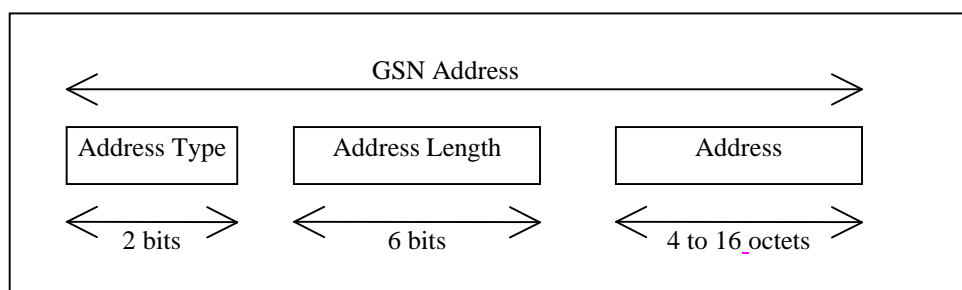 GSN Address
Address Type Address Length Address
2 bits 6 bits 4 to 16 octets